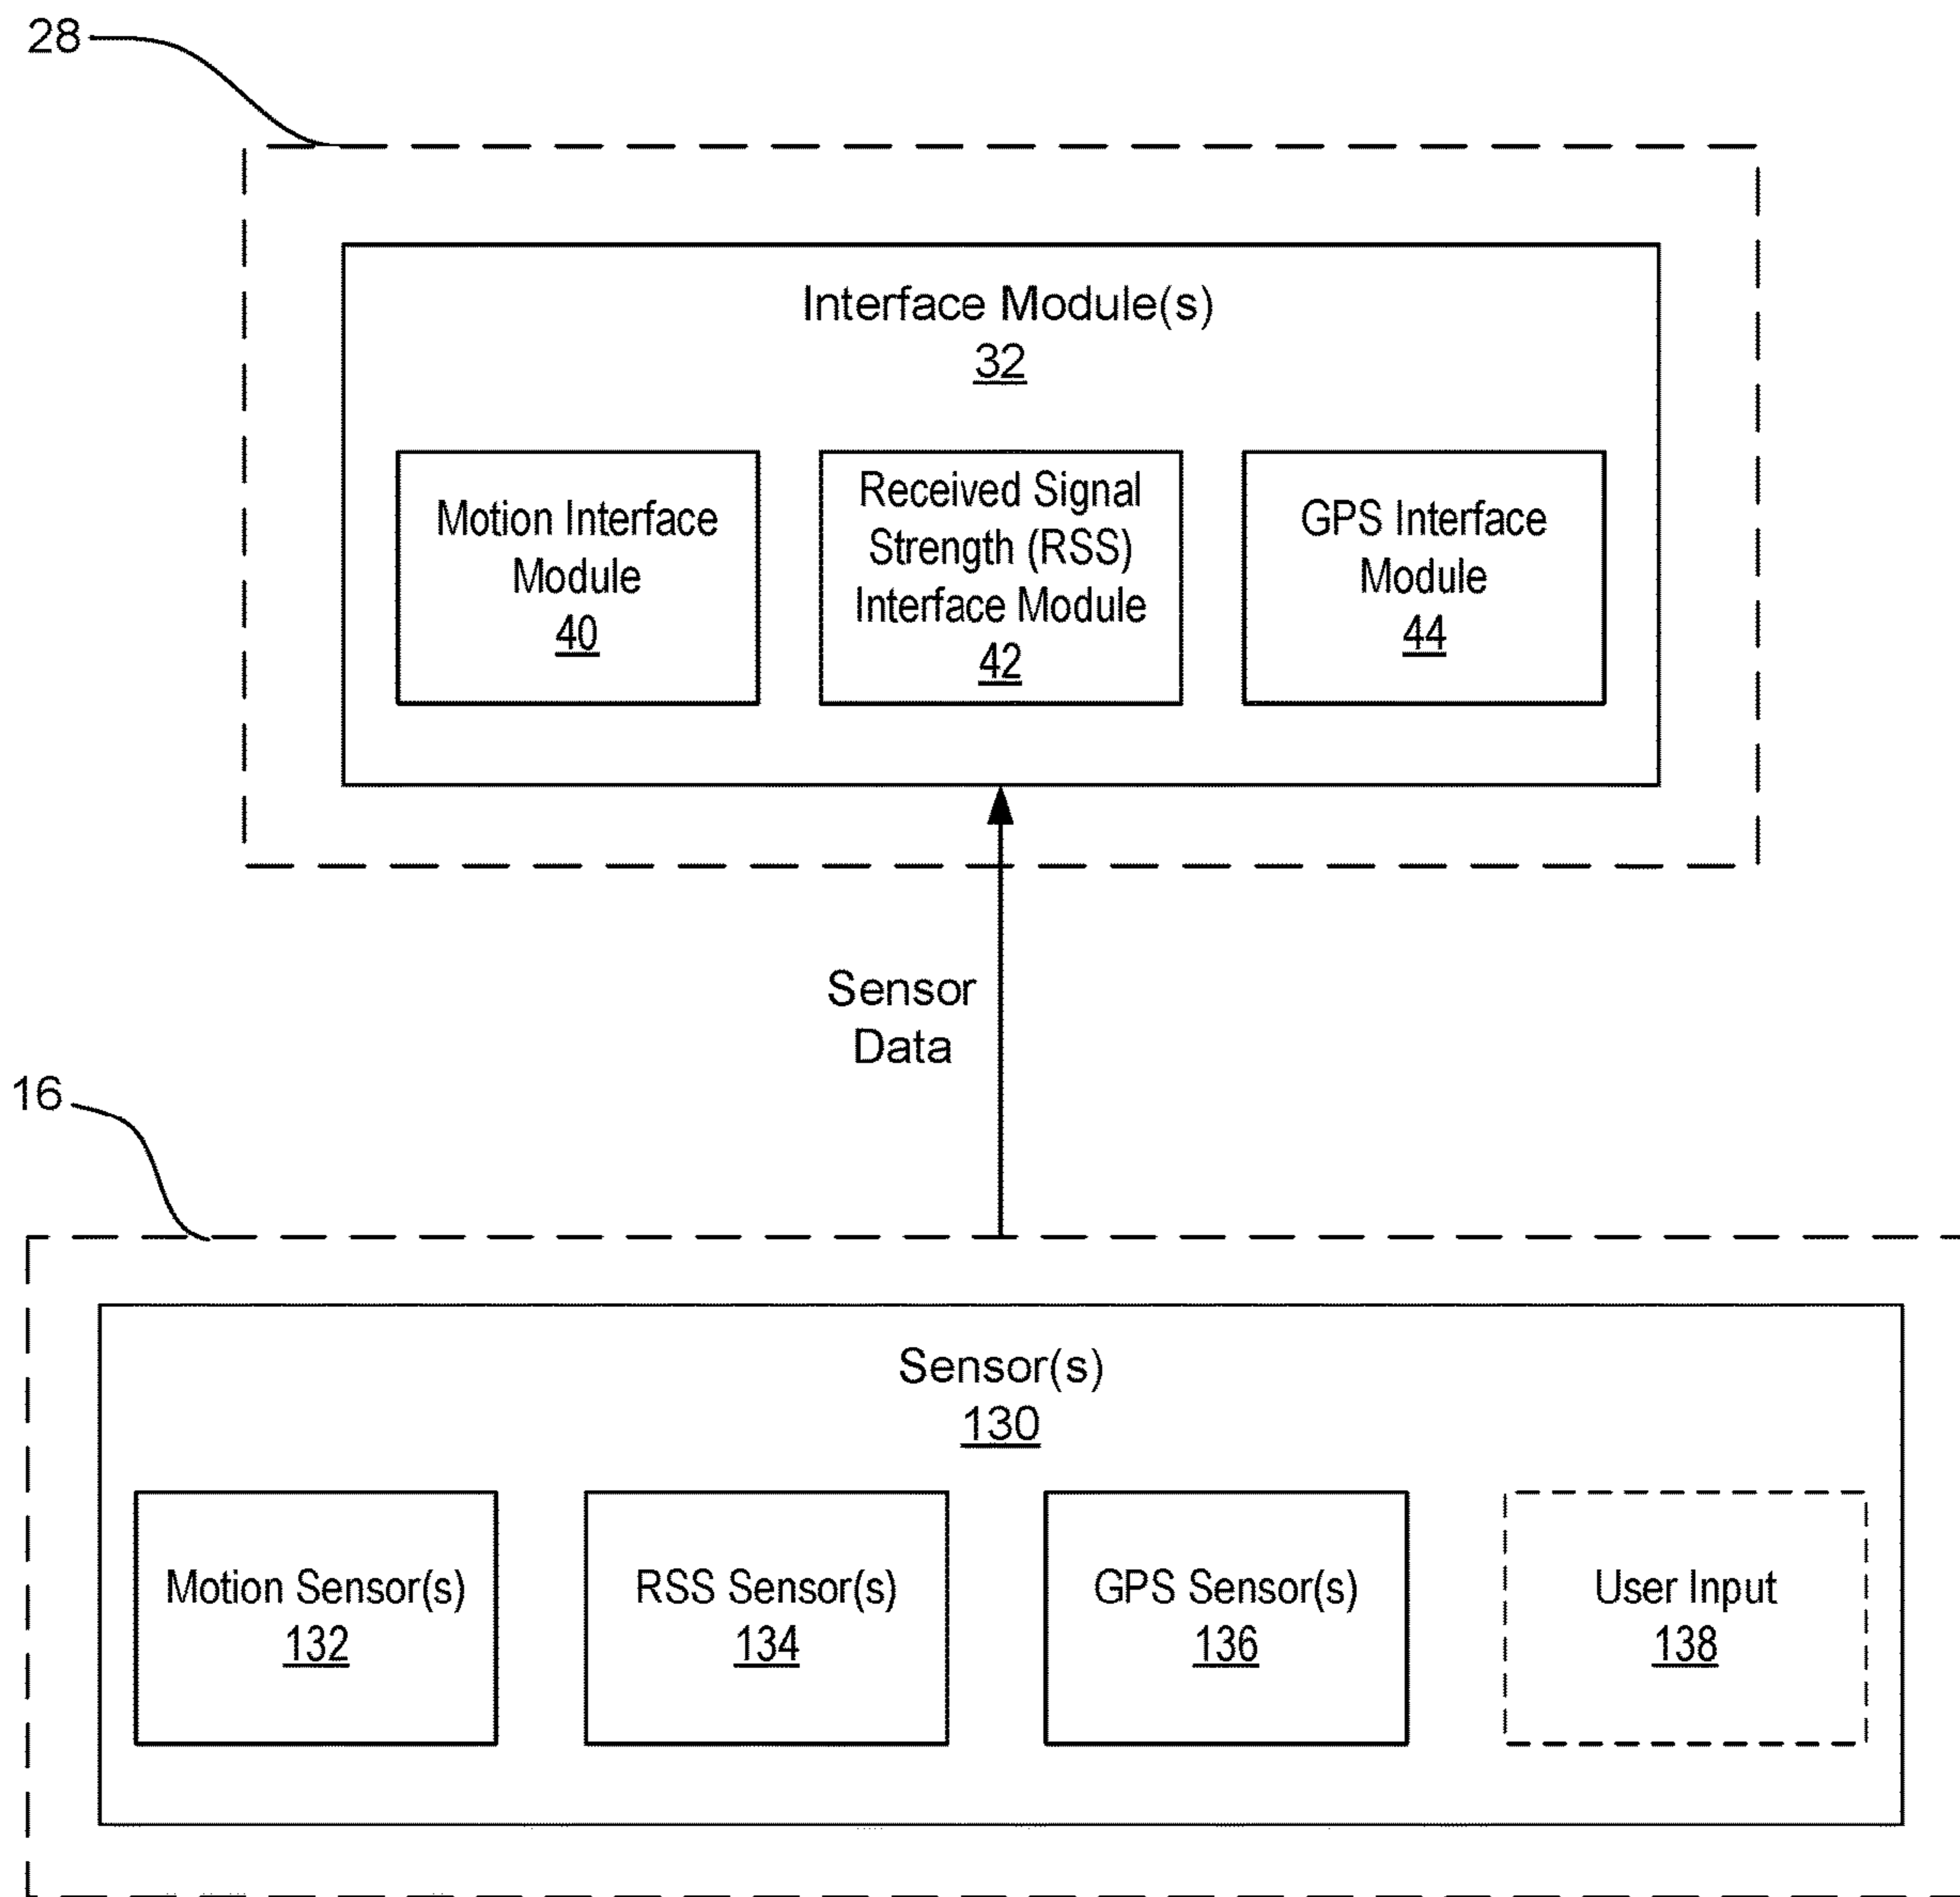 28
Interface Module(s)
32
Motion Interface
Module
40
Received Signal
Strength (RSS)
Interface Module
42
GPS Interface
Module
44
Sensor
Data
16
Sensor(s)
130
Motion Sensor(s)
132
RSS Sensor(s)
134
GPS Sensor(s)
136
User Input
138